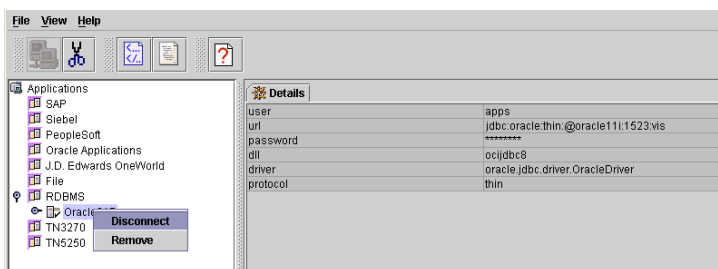 File View Help
Applications
SAP
Siebel
PeopleSoft
Oracle Applications
J.D. Edwards OneWorld
File
RDBMS
Disconnect
Remove
TN3270
TN5250
Details
user apps
url jdbc:oracle:thin:@oracle11i:1523:vis
password ********
dll ocijdbc8
driver oracle.jdbc.driver.OracleDriver
protocol thin